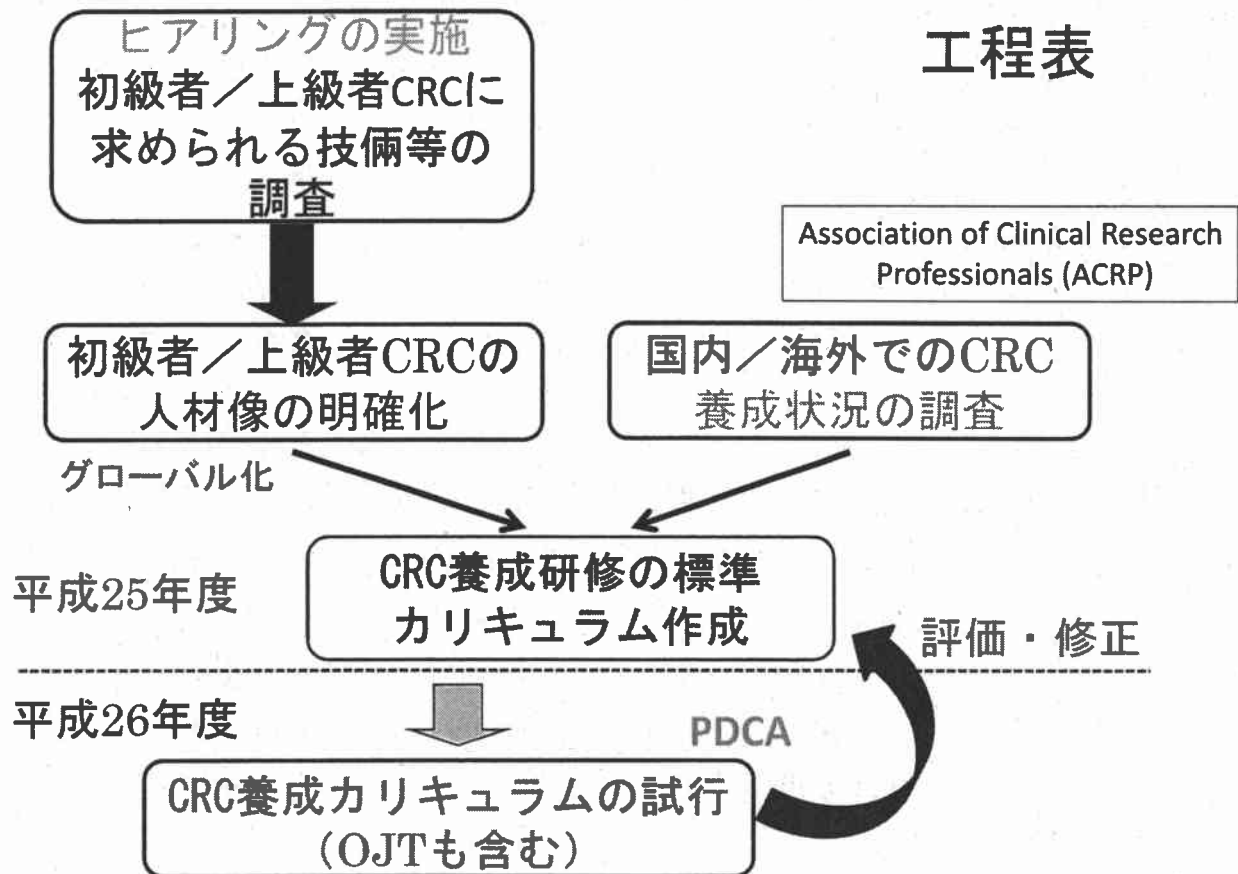 工程表
ヒアリングの実施
初級者／上級者CRCに
求められる技倆等の
調査
Association of Clinical Research
Professionals (ACRP)
初級者／上級者CRCの
人材像の明確化
国内／海外でのCRC
養成状況の調査
グローバル化
CRC養成研修の標準
カリキュラム作成
平成25年度
評価・修正
平成26年度
PDCA
CRC養成カリキュラムの試行
（OJTも含む）